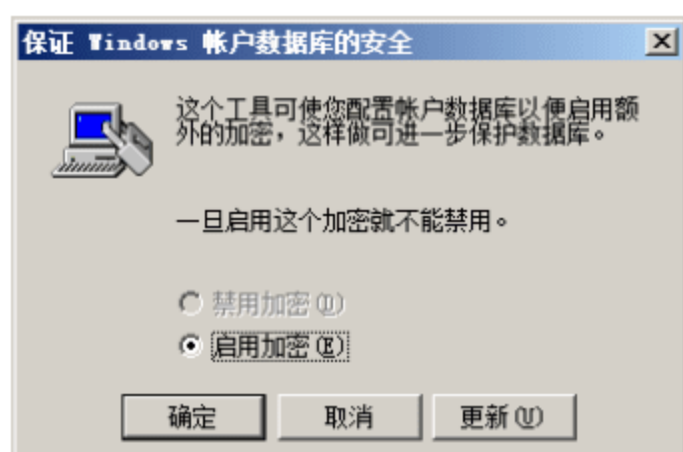 保证 Windows 帐户数据库的安全
这个工具可使您配置帐户数据库以便启用额
外的加密，这样做可进一步保护数据库。
一旦启用这个加密就不能禁用。
禁用加密(D)
启用加密(E)
确定 取消 更新(U)